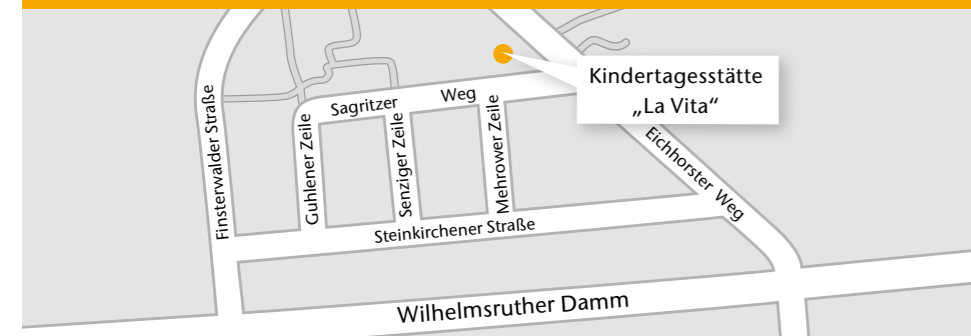 Kindertagesstätte
„La Vita“
Finsterwalder Straße
Guhlener Zeile
Sagritzer Weg
Senziger Zeile
Mehrower Zeile
Eichhorster Weg
Steinkirchener Straße
Wilhelmsruther Damm